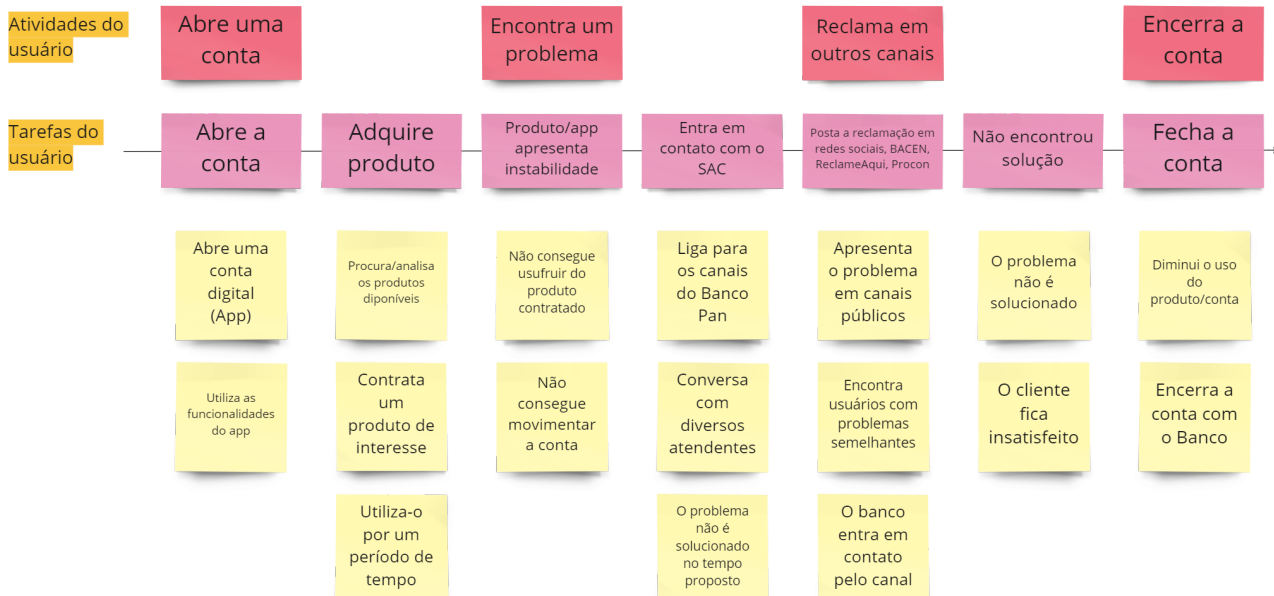 Atividades do
usuário
Abre uma
conta
Encontra um
problema
Reclama em
outros canais
Encerra a
conta
Tarefas do
usuário
Abre a
conta
Adquire
produto
Produto/app
apresenta
instabilidade
Entra em
contato com o
SAC
Posta a reclamação em
redes sociais, BACEN,
ReclameAqui, Procon
Não encontrou
solução
Fecha a
conta
Abre uma
conta
digital
(App)
Procura/analisa
os produtos
diponíveis
Não consegue
usufruir do
produto
contratado
Liga para
os canais
do Banco
Pan
Apresenta
o problema
em canais
públicos
O problema
não é
solucionado
Diminui o uso
do
produto/conta
Utiliza as
funcionalidades
do app
Contrata
um
produto de
interesse
Não
consegue
movimentar
a conta
Conversa
com
diversos
atendentes
Encontra
usuários com
problemas
semelhantes
O cliente
fica
insatisfeito
Encerra a
conta com
o Banco
Utiliza-o
por um
período de
tempo
O problema
não é
solucionado
no tempo
proposto
O banco
entra em
contato
pelo canal